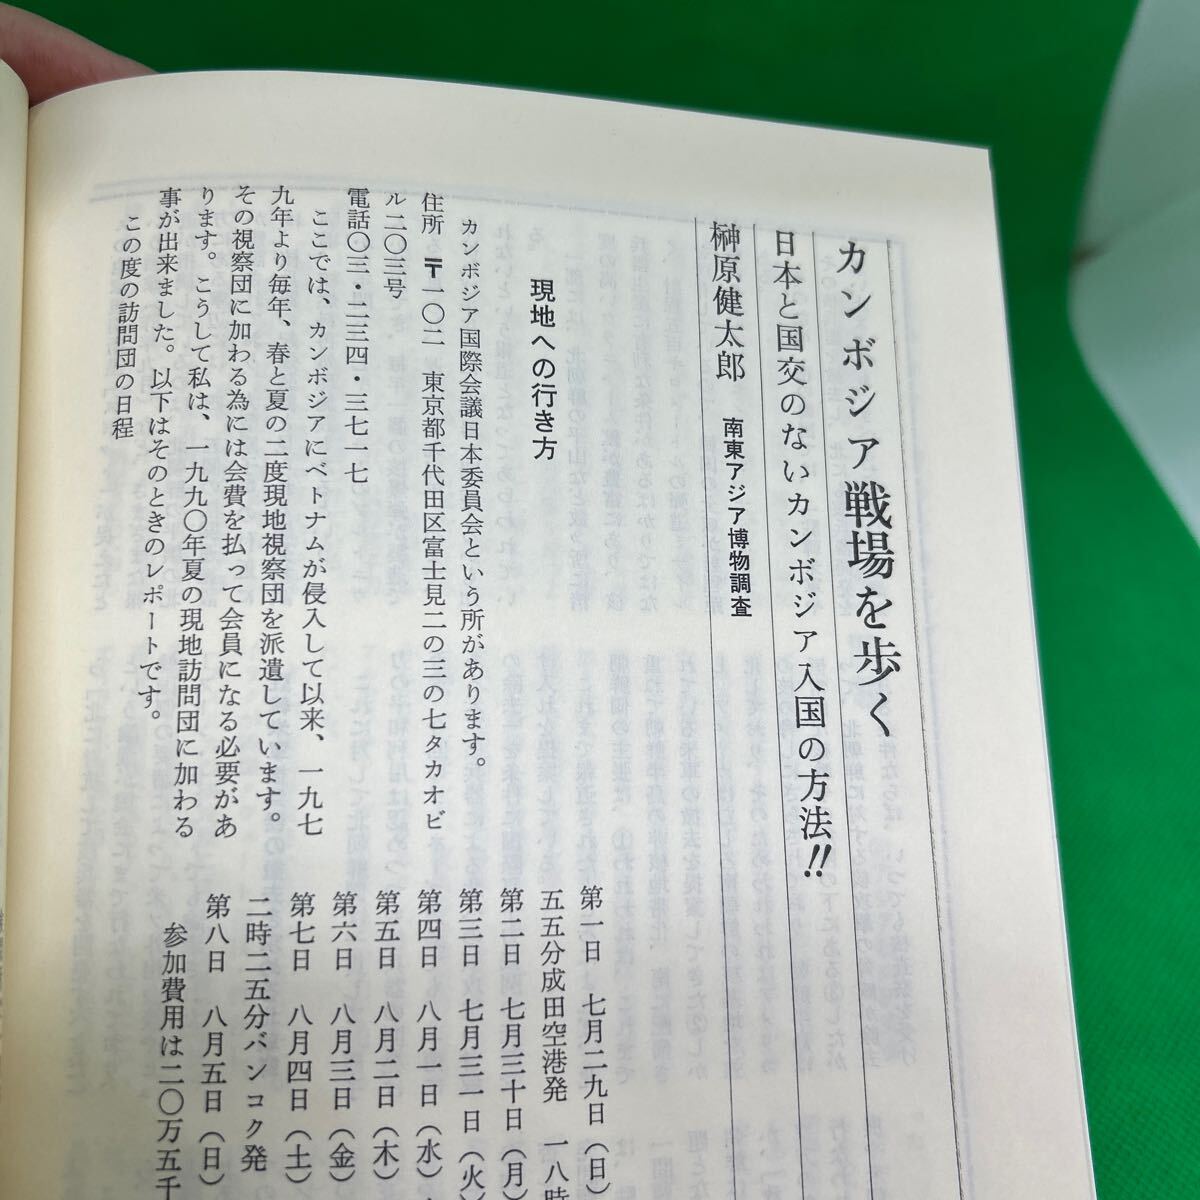 カンボジア戦場を歩く
日本と国交のないカンボジア入国の方法!!
榊原健太郎 南東アジア博物調査
現地への行き方
カンボジア国際会議日本委員会という所があります。
住所 〒一〇二 東京都千代田区富士見二の三の七タカオビ
ル二〇三号
電話〇三・二三四・三七一七
ここでは、カンボジアにベトナムが侵入して以来、一九七
九年より毎年、春と夏の二度現地視察団を派遣しています。
その視察団に加わる為には会費を払って会員になる必要があ
ります。こうして私は、一九九〇年夏の現地訪問団に加わる
事が出来ました。以下はそのときのレポートです。
この度の訪問団の日程
第一日 七月二九日(日)
五五分成田空港発 一八時
第二日 七月三十日(月)
第三日 七月三一日(火)
第四日 八月一日(水)
第五日 八月二日(木)
第六日 八月三日(金)
第七日 八月四日(土)
二時二五分バンコク発
第八日 八月五日(日)
参加費用は二〇万五千